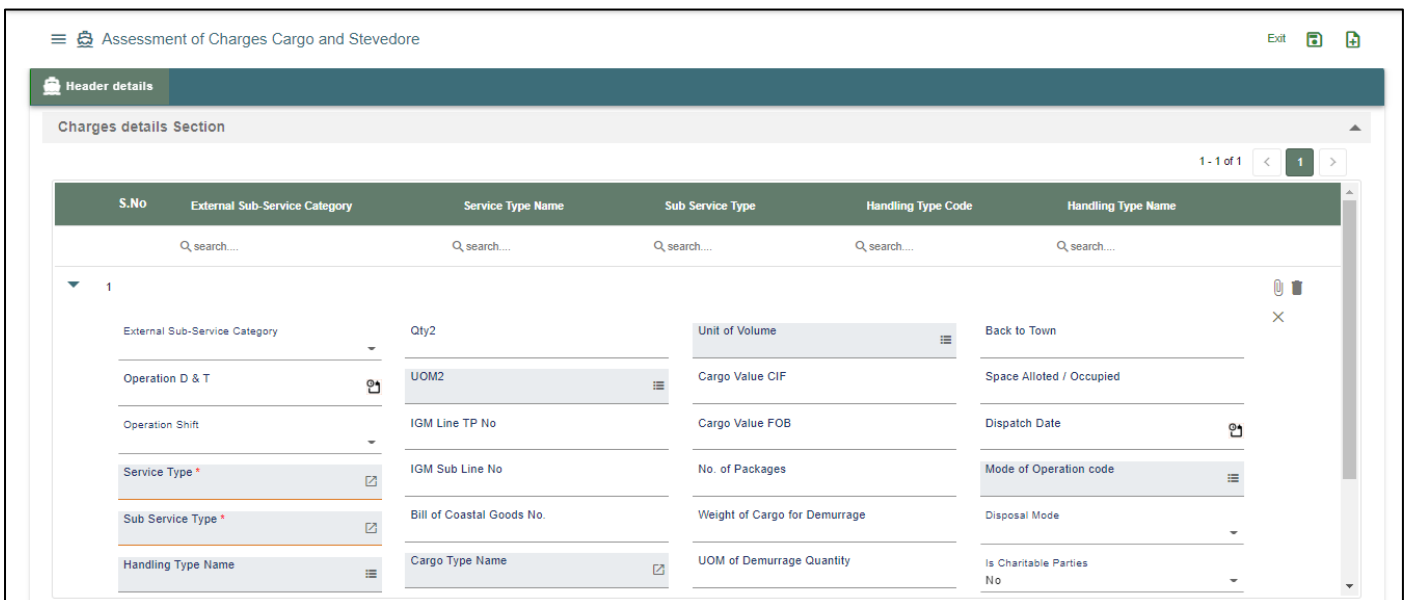 Assessment of Charges Cargo and Stevedore Exit
Header details
Charges details Section
1 - 1 of 1 < 1 >
S.No External Sub-Service Category Service Type Name Sub Service Type Handling Type Code Handling Type Name
search.... search.... search.... search.... search....
1
External Sub-Service Category Qty2 Unit of Volume Back to Town
Operation D & T UOM2 Cargo Value CIF Space Alloted / Occupied
Operation Shift IGM Line TP No Cargo Value FOB Dispatch Date
Service Type * IGM Sub Line No No. of Packages Mode of Operation code
Sub Service Type * Bill of Coastal Goods No. Weight of Cargo for Demurrage Disposal Mode
Handling Type Name Cargo Type Name UOM of Demurrage Quantity Is Charitable Parties
No